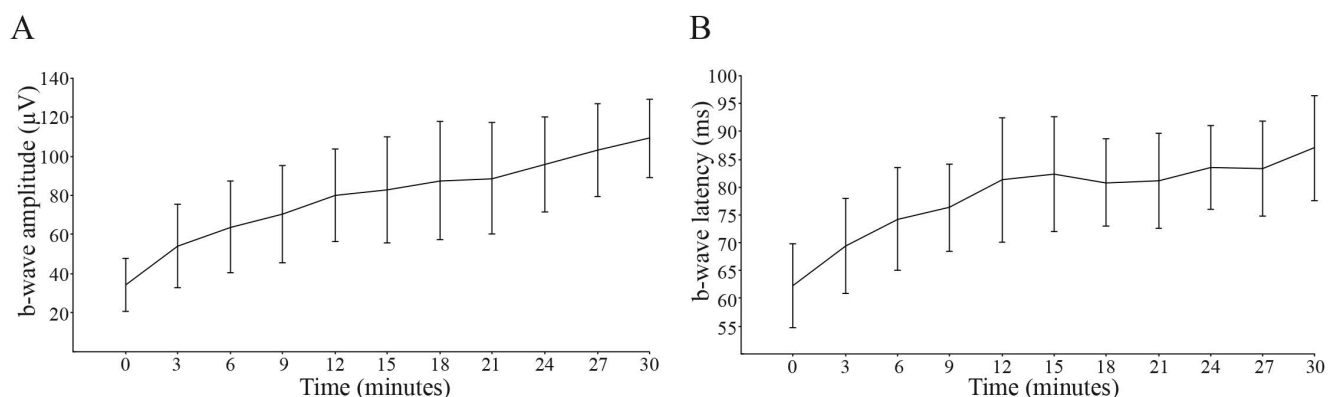 A
b-wave amplitude (µV)
140
120
100
80
60
40
20
0 3 6 9 12 15 18 21 24 27 30
Time (minutes)
B
b-wave latency (ms)
100
95
90
85
80
75
70
65
60
55
0 3 6 9 12 15 18 21 24 27 30
Time (minutes)